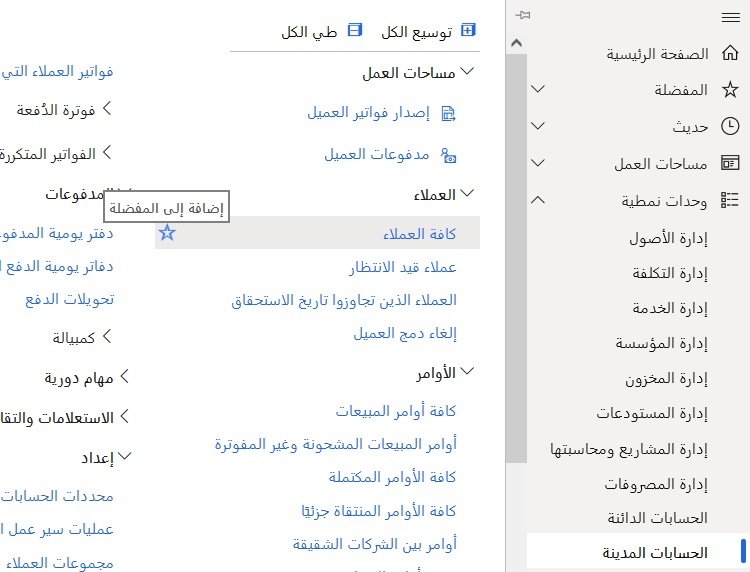 الصفحة الرئيسية
المفضلة
حديث
مساحات العمل
وحدات نمطية
إدارة الأصول
إدارة التكلفة
إدارة الخدمة
إدارة المؤسسة
إدارة المخزون
إدارة المستودعات
إدارة المشاريع ومحاسبتها
إدارة المصروفات
الحسابات الدائنة
الحسابات المدينة
توسيع الكل
طي الكل
مساحات العمل
إصدار فواتير العميل
مدفوعات العميل
العملاء
كافة العملاء
إضافة إلى المفضلة
عملاء قيد الانتظار
العملاء الذين تجاوزوا تاريخ الاستحقاق
إلغاء دمج العميل
الأوامر
كافة أوامر المبيعات
أوامر المبيعات المشحونة وغير المفوترة
كافة الأوامر المكتملة
كافة الأوامر المنتقاة جزئيًا
أوامر بين الشركات الشقيقة
فواتير العملاء التي
فوترة الدُفعة
الفواتير المتكررة
المدفوعات
دفتر يومية
دفاتر يومية الدفع
تحويلات الدفع
كمبيالة
مهام دورية
الاستعلامات
إعداد
محددات الحسابات
عمليات سير عمل
مجموعات العملاء